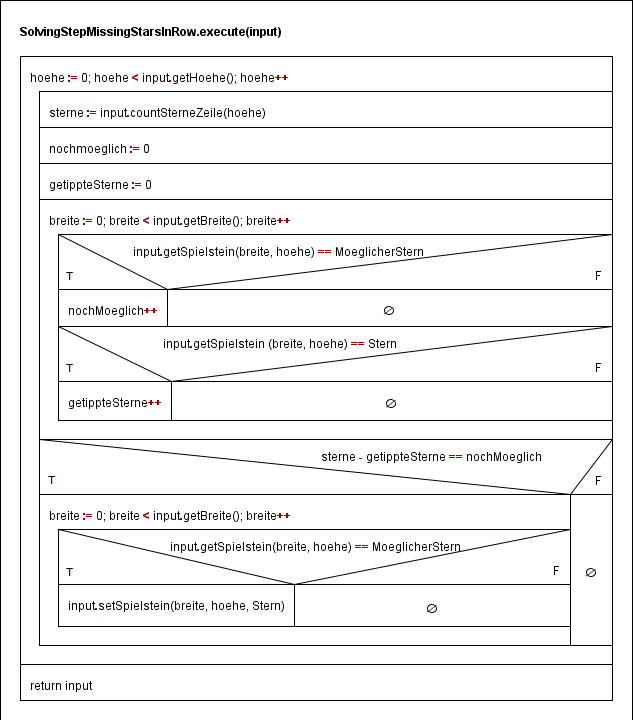 SolvingStepMissingStarsInRow.execute(input)
hoehe := 0; hoehe < input.getHoehe(); hoehe++
sterne := input.countSterneZeile(hoehe)
nochmoeglich := 0
getippteSterne := 0
breite := 0; breite < input.getBreite(); breite++
input.getSpielstein(breite, hoehe) == MoeglicherStern
T F
nochMoeglich++ ∅
input.getSpielstein (breite, hoehe) == Stern
T F
getippteSterne++ ∅
sterne - getippteSterne == nochMoeglich
T F
breite := 0; breite < input.getBreite(); breite++
input.getSpielstein(breite, hoehe) == MoeglicherStern
T F ∅
input.setSpielstein(breite, hoehe, Stern) ∅
return input